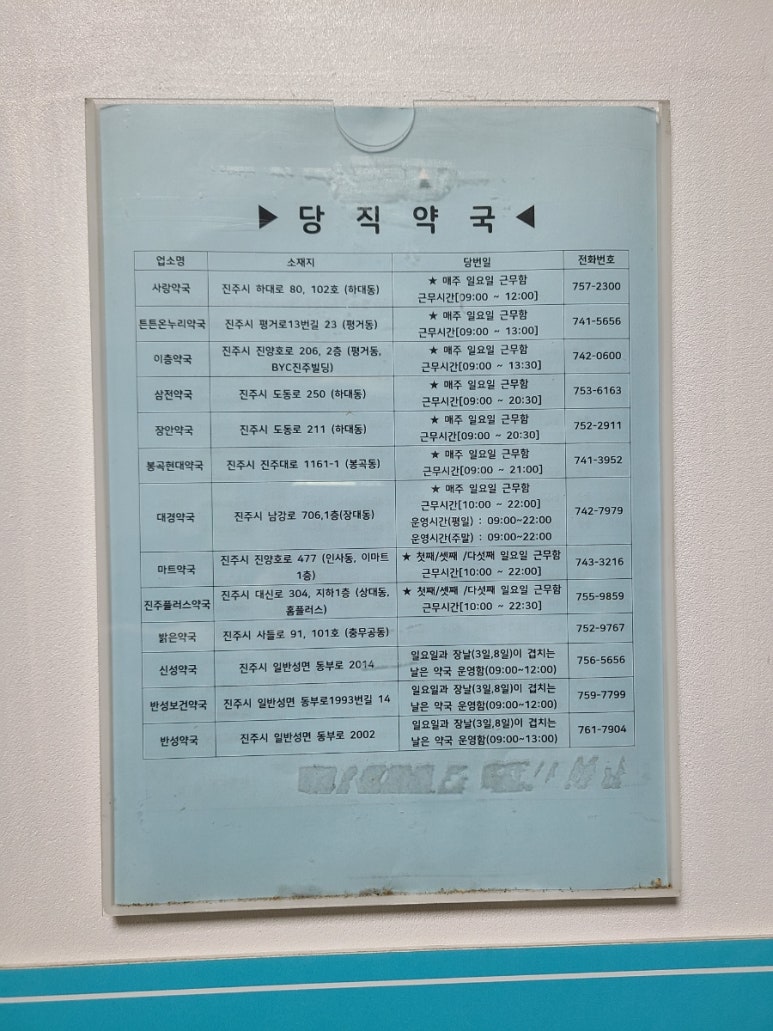 ▶ 당 직 약 국 ◀
업소명 소재지 당번일 전화번호
사랑약국 진주시 하대로 80, 102호 (하대동) ★ 매주 일요일 근무함 757-2300
근무시간[09:00 ~ 12:00]
튼튼온누리약국 진주시 평거로13번길 23 (평거동) ★ 매주 일요일 근무함 741-5656
근무시간[09:00 ~ 13:00]
이층약국 진주시 진양호로 206, 2층 (평거동, ★ 매주 일요일 근무함 742-0600
BYC진주빌딩) 근무시간[09:00 ~ 13:30]
삼전약국 진주시 도동로 250 (하대동) ★ 매주 일요일 근무함 753-6163
근무시간[09:00 ~ 20:30]
장안약국 진주시 도동로 211 (하대동) ★ 매주 일요일 근무함 752-2911
근무시간[09:00 ~ 20:30]
봉곡현대약국 진주시 진주대로 1161-1 (봉곡동) ★ 매주 일요일 근무함 741-3952
근무시간[09:00 ~ 21:00]
대경약국 진주시 남강로 706,1층(장대동) ★ 매주 일요일 근무함 742-7979
근무시간[10:00 ~ 22:00]
운영시간(평일) : 09:00~22:00
운영시간(주말) : 09:00~22:00
마트약국 진주시 진양호로 477 (인사동, 이마트 ★ 첫째/셋째 /다섯째 일요일 근무함 743-3216
1층) 근무시간[10:00 ~ 22:00]
진주플러스약국 진주시 대신로 304, 지하1층 (상대동, ★ 첫째/셋째 /다섯째 일요일 근무함 755-9859
홈플러스) 근무시간[10:00 ~ 22:30]
밝은약국 진주시 사들로 91, 101호 (충무공동) 752-9767
신성약국 진주시 일반성면 동부로 2014 일요일과 장날(3일,8일)이 겹치는 756-5656
날은 약국 운영함(09:00~12:00)
반성보건약국 진주시 일반성면 동부로1993번길 14 일요일과 장날(3일,8일)이 겹치는 759-7799
날은 약국 운영함(09:00~12:00)
반성약국 진주시 일반성면 동부로 2002 일요일과 장날(3일,8일)이 겹치는 761-7904
날은 약국 운영함(09:00~13:00)